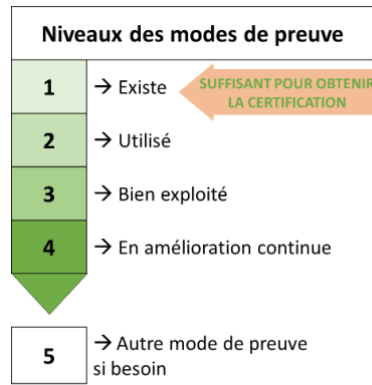 Niveaux des modes de preuve
1 → Existe
SUFFISANT POUR OBTENIR
LA CERTIFICATION
2 → Utilisé
3 → Bien exploité
4 → En amélioration continue
5 → Autre mode de preuve
si besoin